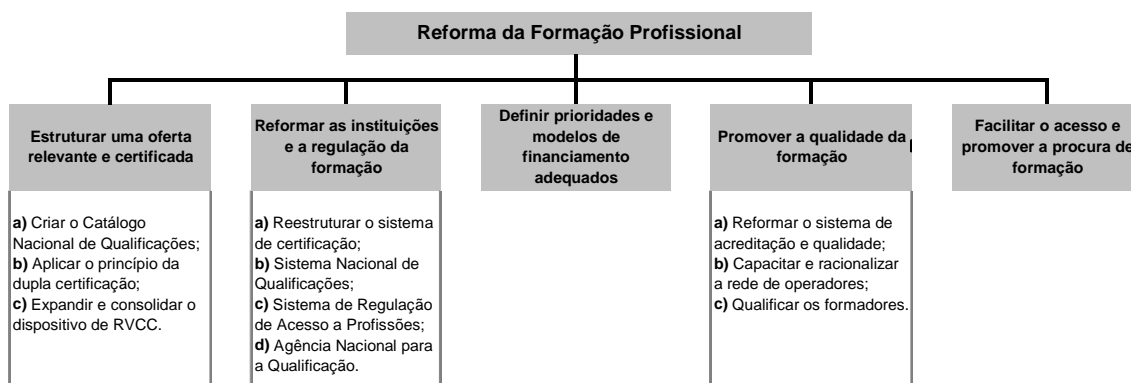 Reforma da Formação Profissional
Estruturar uma oferta
relevante e certificada
Reformar as instituições
e a regulação da
formação
Definir prioridades e
modelos de
financiamento
adequados
Promover a qualidade da
formação
Facilitar o acesso e
promover a procura de
formação
a) Criar o Catálogo
Nacional de Qualificações;
b) Aplicar o princípio da
dupla certificação;
c) Expandir e consolidar o
dispositivo de RVCC.
a) Reestruturar o sistema
de certificação;
b) Sistema Nacional de
Qualificações;
c) Sistema de Regulação
de Acesso a Profissões;
d) Agência Nacional para
a Qualificação.
a) Reformar o sistema de
acreditação e qualidade;
b) Capacitar e racionalizar
a rede de operadores;
c) Qualificar os formadores.